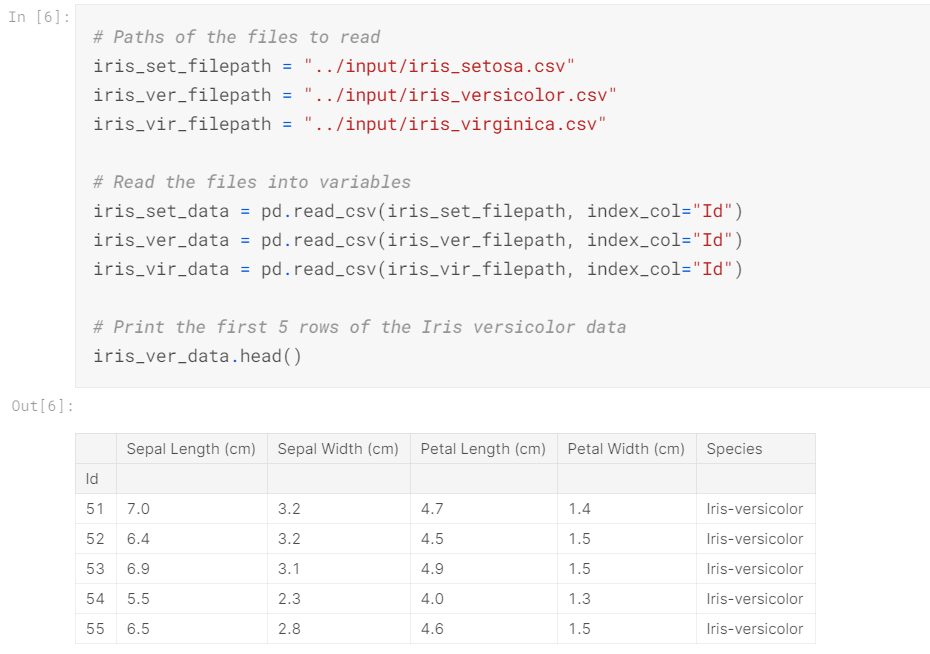 In [6]:
# Paths of the files to read
iris_set_filepath = "../input/iris_setosa.csv"
iris_ver_filepath = "../input/iris_versicolor.csv"
iris_vir_filepath = "../input/iris_virginica.csv"
# Read the files into variables
iris_set_data = pd.read_csv(iris_set_filepath, index_col="Id")
iris_ver_data = pd.read_csv(iris_ver_filepath, index_col="Id")
iris_vir_data = pd.read_csv(iris_vir_filepath, index_col="Id")
# Print the first 5 rows of the Iris versicolor data
iris_ver_data.head()
Out[6]:
Sepal Length (cm) Sepal Width (cm) Petal Length (cm) Petal Width (cm) Species
Id
51 7.0 3.2 4.7 1.4 Iris-versicolor
52 6.4 3.2 4.5 1.5 Iris-versicolor
53 6.9 3.1 4.9 1.5 Iris-versicolor
54 5.5 2.3 4.0 1.3 Iris-versicolor
55 6.5 2.8 4.6 1.5 Iris-versicolor